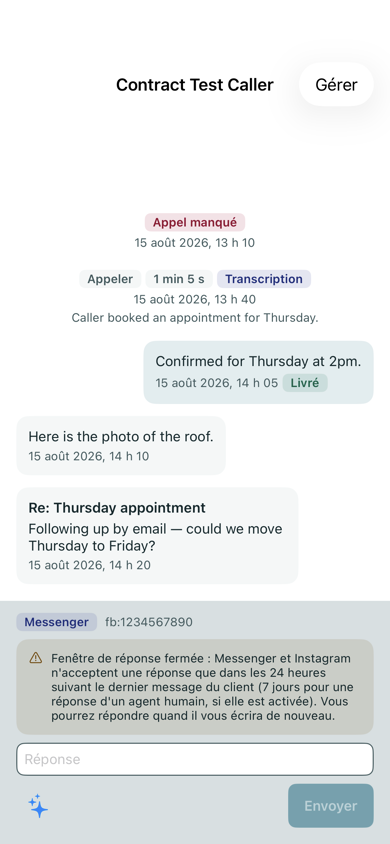 Contract Test Caller
Gérer
Appel manqué
15 août 2026, 13 h 10
Appeler 1 min 5 s Transcription
15 août 2026, 13 h 40
Caller booked an appointment for Thursday.
Confirmed for Thursday at 2pm.
15 août 2026, 14 h 05 Livré
Here is the photo of the roof.
15 août 2026, 14 h 10
Re: Thursday appointment
Following up by email — could we move
Thursday to Friday?
15 août 2026, 14 h 20
Messenger fb:1234567890
Fenêtre de réponse fermée : Messenger et Instagram
n'acceptent une réponse que dans les 24 heures
suivant le dernier message du client (7 jours pour une
réponse d'un agent humain, si elle est activée). Vous
pourrez répondre quand il vous écrira de nouveau.
Réponse
Envoyer